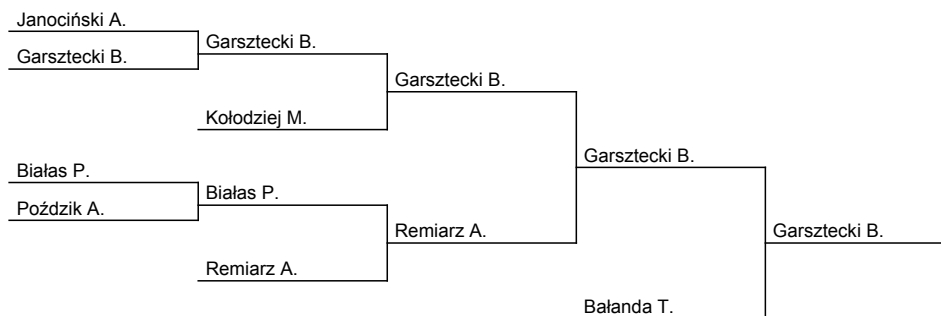 Janociński A.
Garsztecki B.
Garsztecki B.
Garsztecki B.
Kołodziej M.
Garsztecki B.
Białas P.
Białas P.
Poździk A.
Remiarz A.
Garsztecki B.
Remiarz A.
Bałanda T.